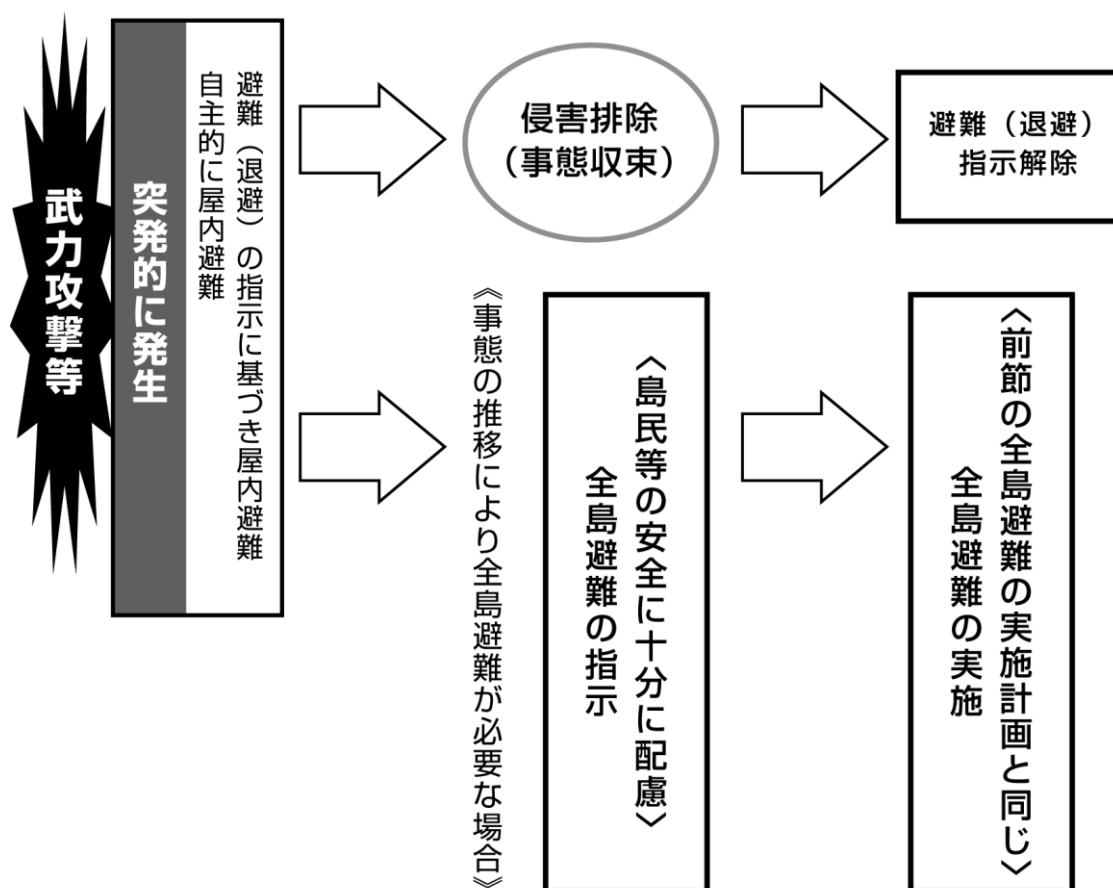 武力攻撃等
突発的に発生
避難（退避）の指示に基づき屋内避難
自主的に屋内避難
侵害排除
（事態収束）
避難（退避）
指示解除
《事態の推移により全島避難が必要な場合》
〈島民等の安全に十分に配慮〉
全島避難の指示
〈前節の全島避難の実施計画と同じ〉
全島避難の実施